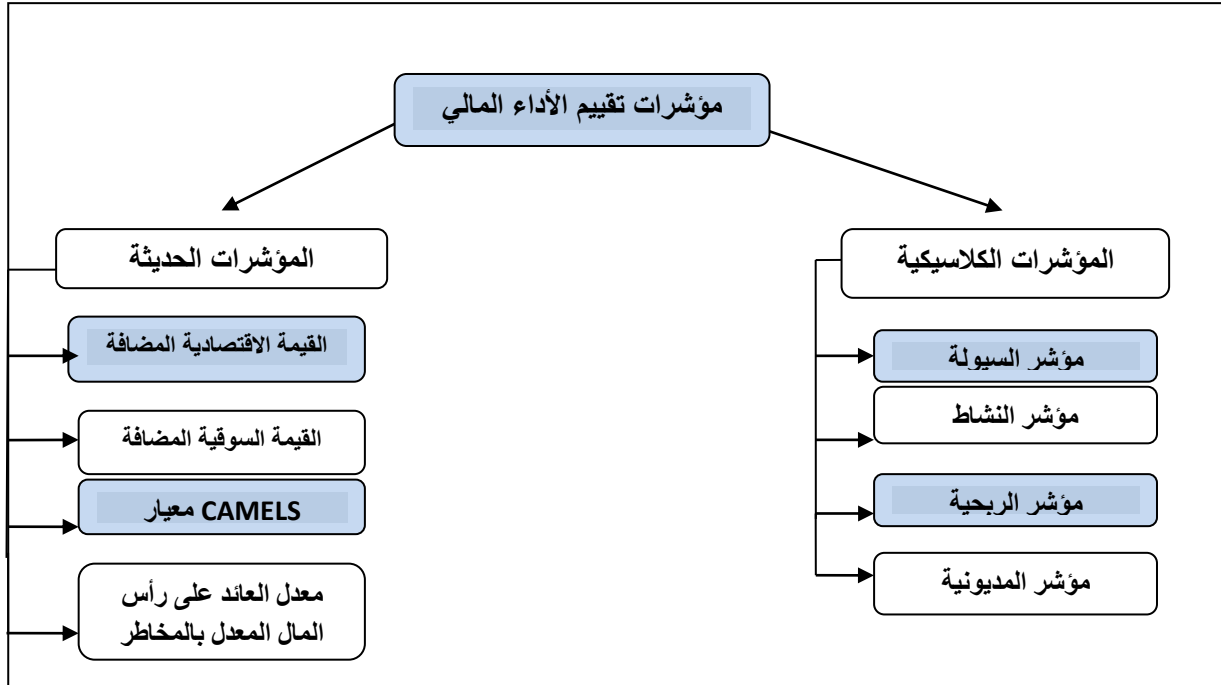 مؤشرات تقييم الأداء المالي
المؤشرات الكلاسيكية
مؤشر السيولة
مؤشر النشاط
مؤشر الربحية
مؤشر المديونية
المؤشرات الحديثة
القيمة الاقتصادية المضافة
القيمة السوقية المضافة
معيار CAMELS
معدل العائد على رأس
المال المعدل بالمخاطر